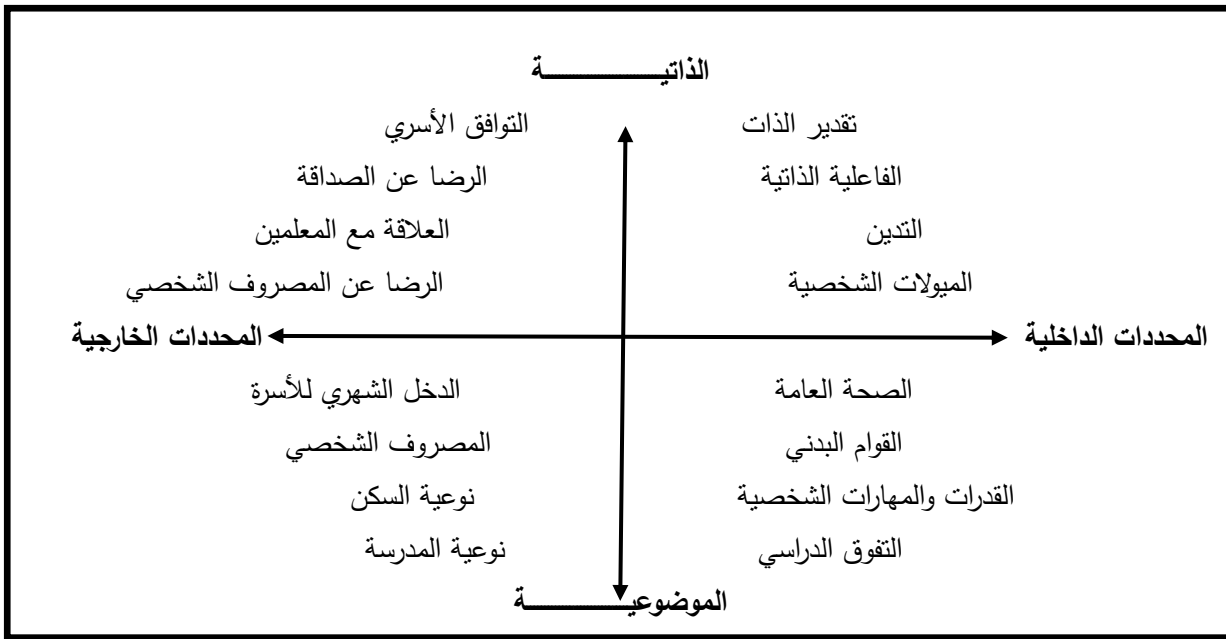 الذاتيـــــــــــة
تقدير الذات
التوافق الأسري
الفاعلية الذاتية
الرضا عن الصداقة
التدين
العلاقة مع المعلمين
الميولات الشخصية
الرضا عن المصروف الشخصي
المحددات الداخلية
المحددات الخارجية
الصحة العامة
الدخل الشهري للأسرة
القوام البدني
المصروف الشخصي
القدرات والمهارات الشخصية
نوعية السكن
التفوق الدراسي
نوعية المدرسة
الموضوعيـــــــــــة